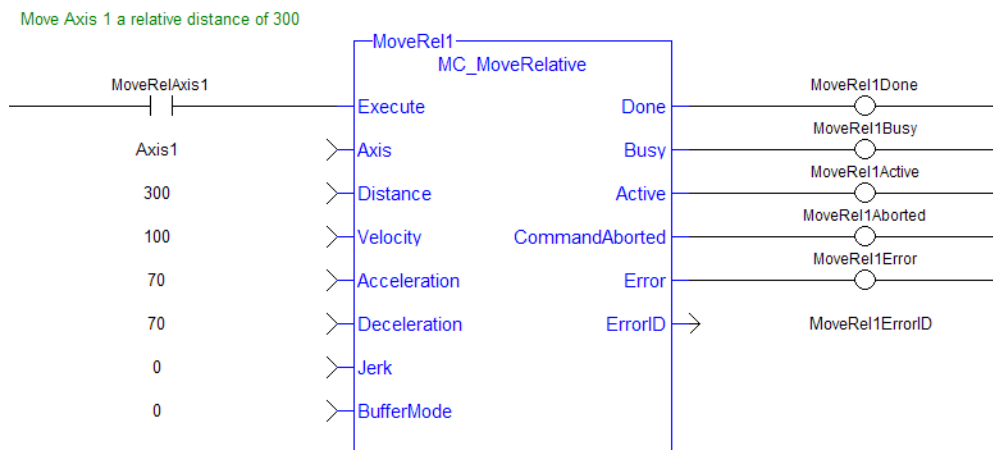 Move Axis 1 a relative distance of 300
MoveRel1
MC_MoveRelative
MoveRelAxis1
Execute
Done
MoveRel1Done
Axis1
Axis
Busy
MoveRel1Busy
300
Distance
Active
MoveRel1Active
100
Velocity
CommandAborted
MoveRel1Aborted
70
Acceleration
Error
MoveRel1Error
70
Deceleration
ErrorID
MoveRel1ErrorID
0
Jerk
0
BufferMode